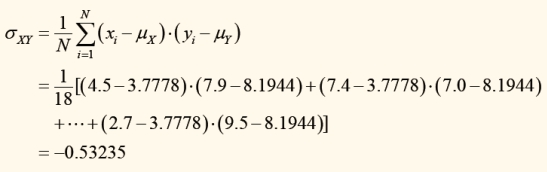 σ_XY = 1/N ∑_{i=1}^{N} (x_i − μ_X)·(y_i − μ_Y)
= 1/18 [(4.5−3.7778)·(7.9−8.1944)+(7.4−3.7778)·(7.0−8.1944)
+⋯+(2.7−3.7778)·(9.5−8.1944)]
= −0.53235